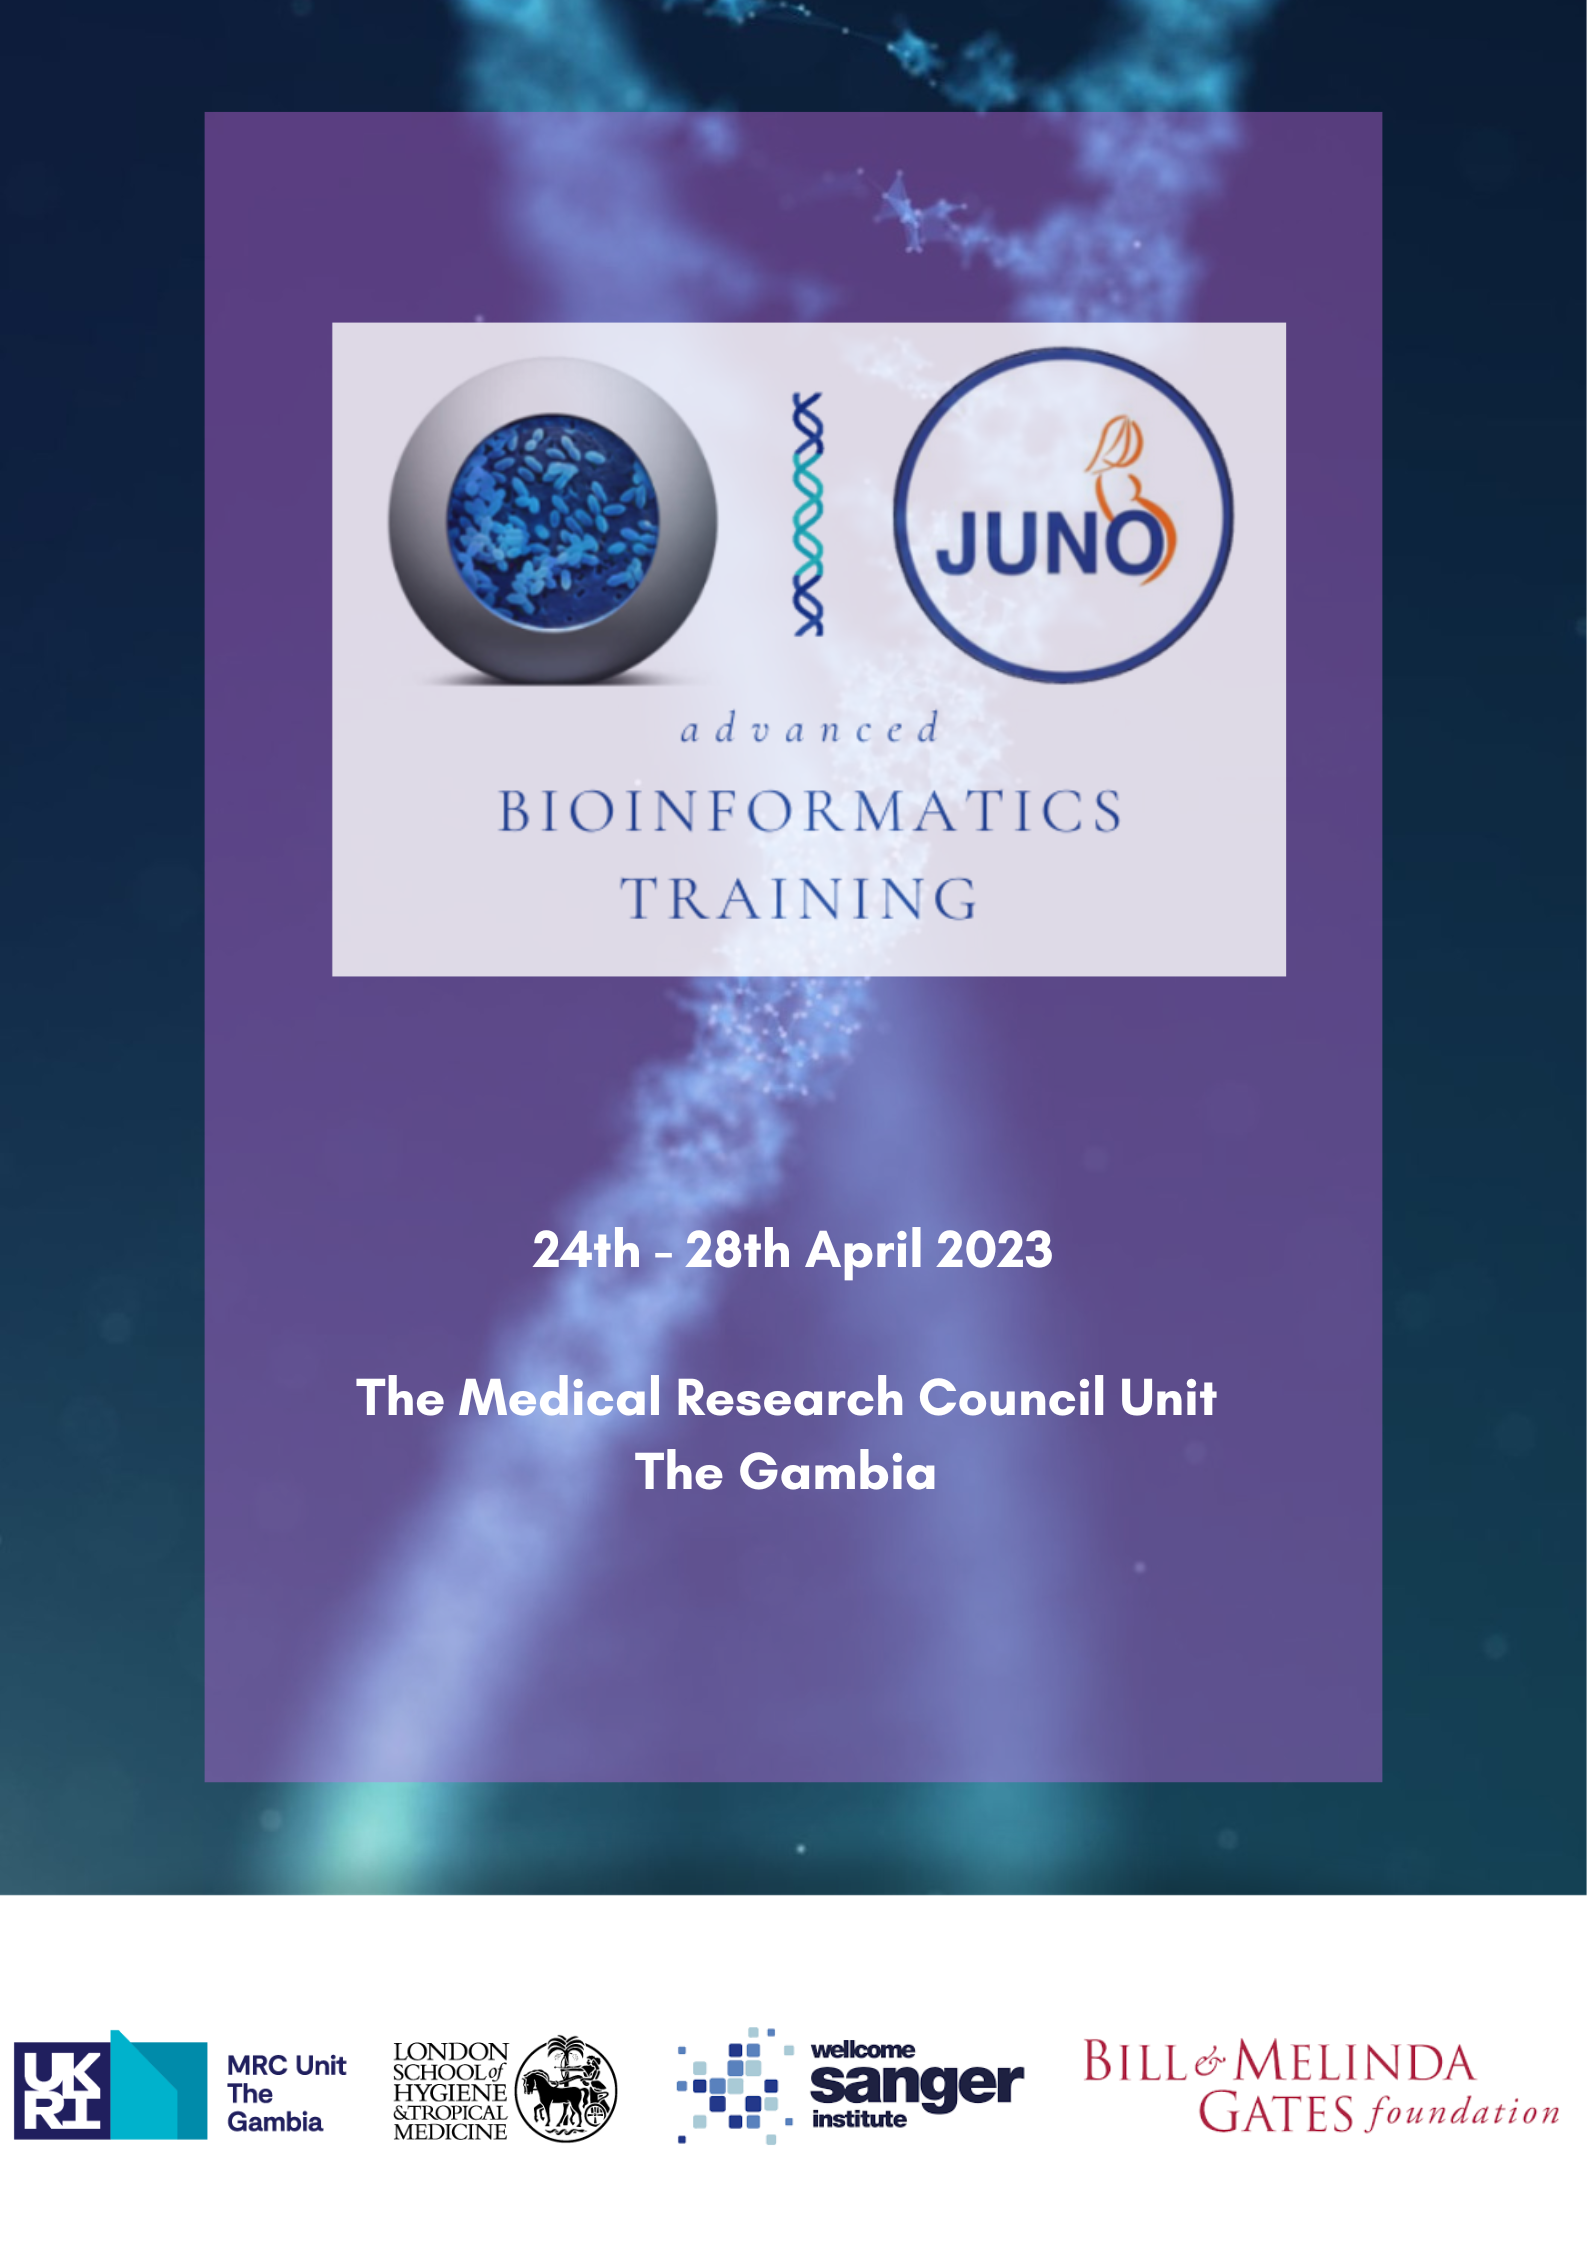 JUNO
advanced
BIOINFORMATICS
TRAINING
24th - 28th April 2023
The Medical Research Council Unit
The Gambia
UK
RI
MRC Unit
The
Gambia
LONDON
SCHOOL of
HYGIENE
& TROPICAL
MEDICINE
wellcome
sanger
institute
BILL & MELINDA
GATES foundation